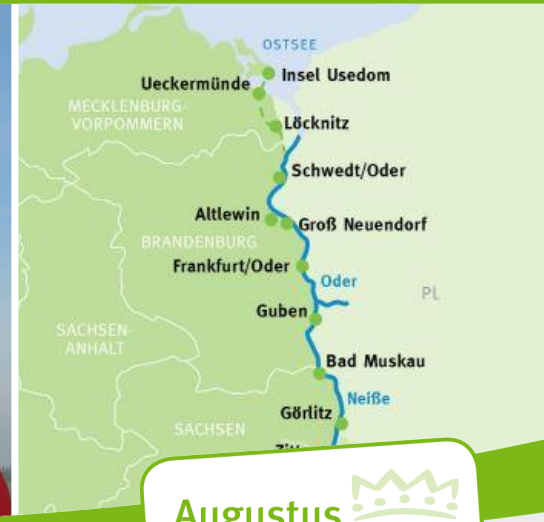 OSTSEE
Insel Usedom
Ueckermünde
MECKLENBURG-
VORPOMMERN
Löcknitz
Schwedt/Oder
Altlewin
Groß Neuendorf
BRANDENBURG
Frankfurt/Oder
Oder
PL
Guben
SACHSEN-
ANHALT
Bad Muskau
Neiße
Görlitz
SACHSEN
Augustus